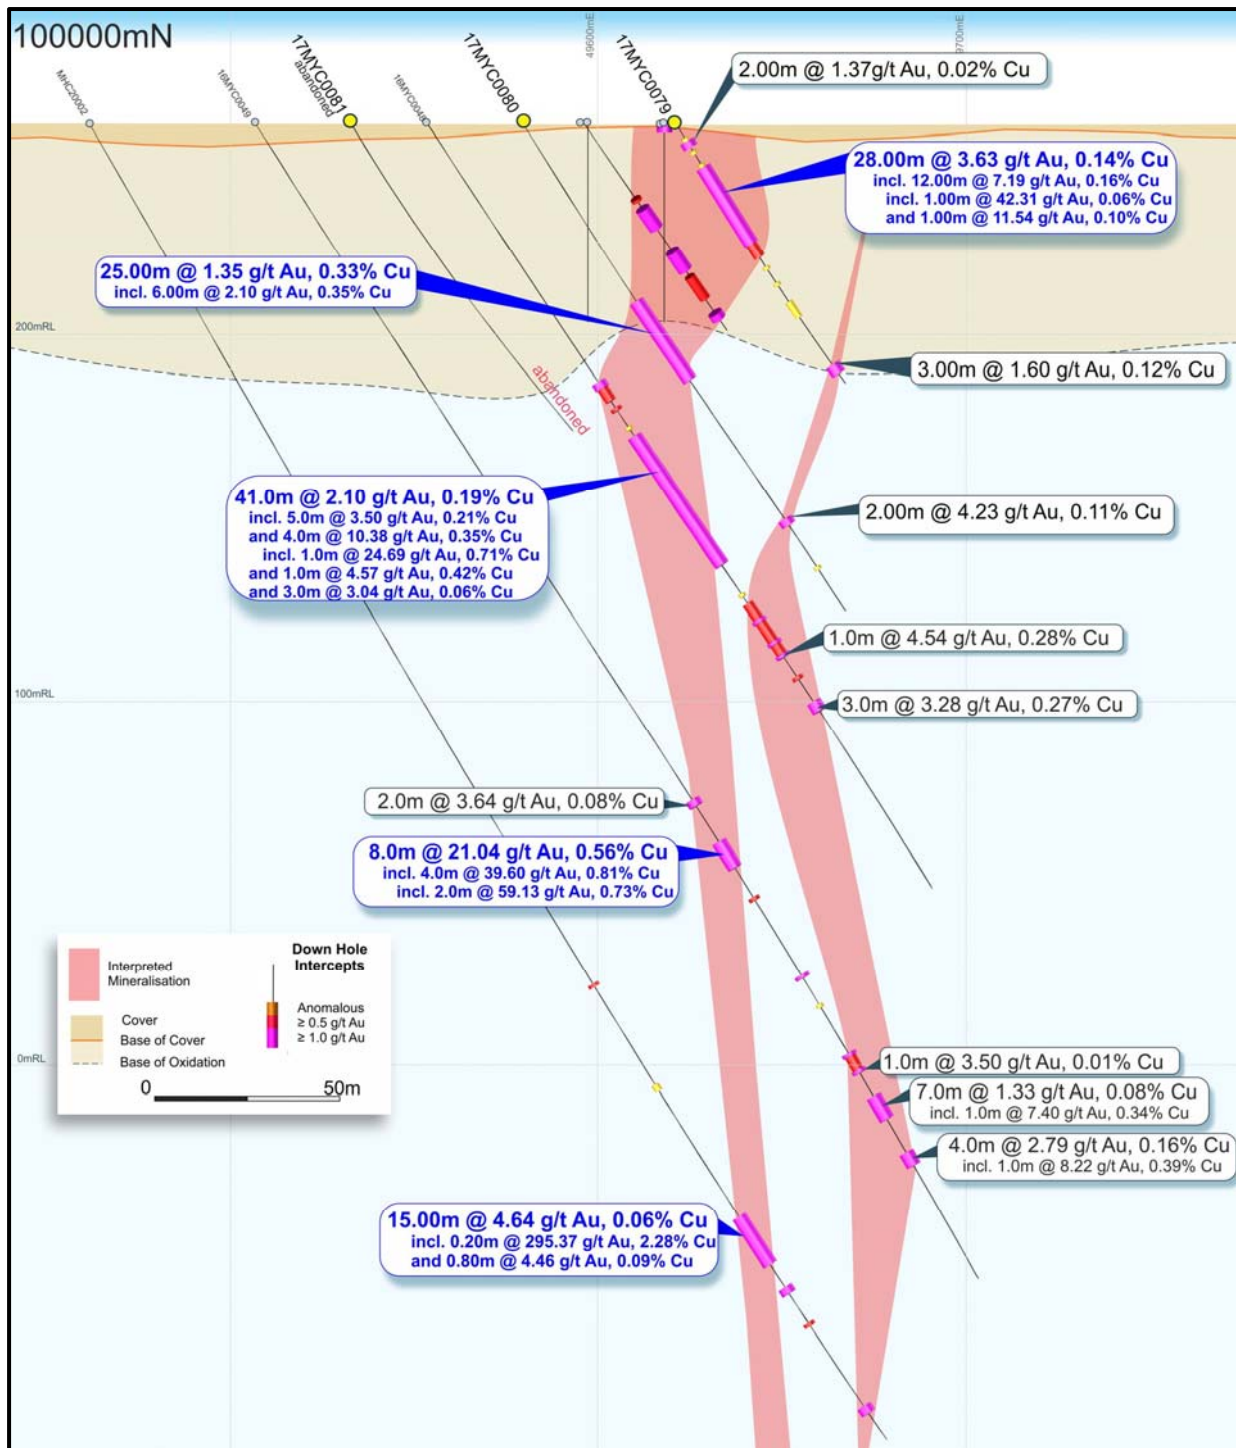 100000mN
MHC20002
16MYC0049
17MYC0081
abandoned
16MYC0048
17MYC0080
49600mE
17MYC0079
9700mE
2.00m @ 1.37g/t Au, 0.02% Cu
28.00m @ 3.63 g/t Au, 0.14% Cu
incl. 12.00m @ 7.19 g/t Au, 0.16% Cu
incl. 1.00m @ 42.31 g/t Au, 0.06% Cu
and 1.00m @ 11.54 g/t Au, 0.10% Cu
25.00m @ 1.35 g/t Au, 0.33% Cu
incl. 6.00m @ 2.10 g/t Au, 0.35% Cu
200mRL
3.00m @ 1.60 g/t Au, 0.12% Cu
abandoned
41.0m @ 2.10 g/t Au, 0.19% Cu
incl. 5.0m @ 3.50 g/t Au, 0.21% Cu
and 4.0m @ 10.38 g/t Au, 0.35% Cu
incl. 1.0m @ 24.69 g/t Au, 0.71% Cu
and 1.0m @ 4.57 g/t Au, 0.42% Cu
and 3.0m @ 3.04 g/t Au, 0.06% Cu
2.00m @ 4.23 g/t Au, 0.11% Cu
1.0m @ 4.54 g/t Au, 0.28% Cu
100mRL
3.0m @ 3.28 g/t Au, 0.27% Cu
2.0m @ 3.64 g/t Au, 0.08% Cu
8.0m @ 21.04 g/t Au, 0.56% Cu
incl. 4.0m @ 39.60 g/t Au, 0.81% Cu
incl. 2.0m @ 59.13 g/t Au, 0.73% Cu
Interpreted
Mineralisation
Cover
Base of Cover
Base of Oxidation
Down Hole
Intercepts
Anomalous
≥ 0.5 g/t Au
≥ 1.0 g/t Au
0 50m
0mRL
1.0m @ 3.50 g/t Au, 0.01% Cu
7.0m @ 1.33 g/t Au, 0.08% Cu
incl. 1.0m @ 7.40 g/t Au, 0.34% Cu
4.0m @ 2.79 g/t Au, 0.16% Cu
incl. 1.0m @ 8.22 g/t Au, 0.39% Cu
15.00m @ 4.64 g/t Au, 0.06% Cu
incl. 0.20m @ 295.37 g/t Au, 2.28% Cu
and 0.80m @ 4.46 g/t Au, 0.09% Cu